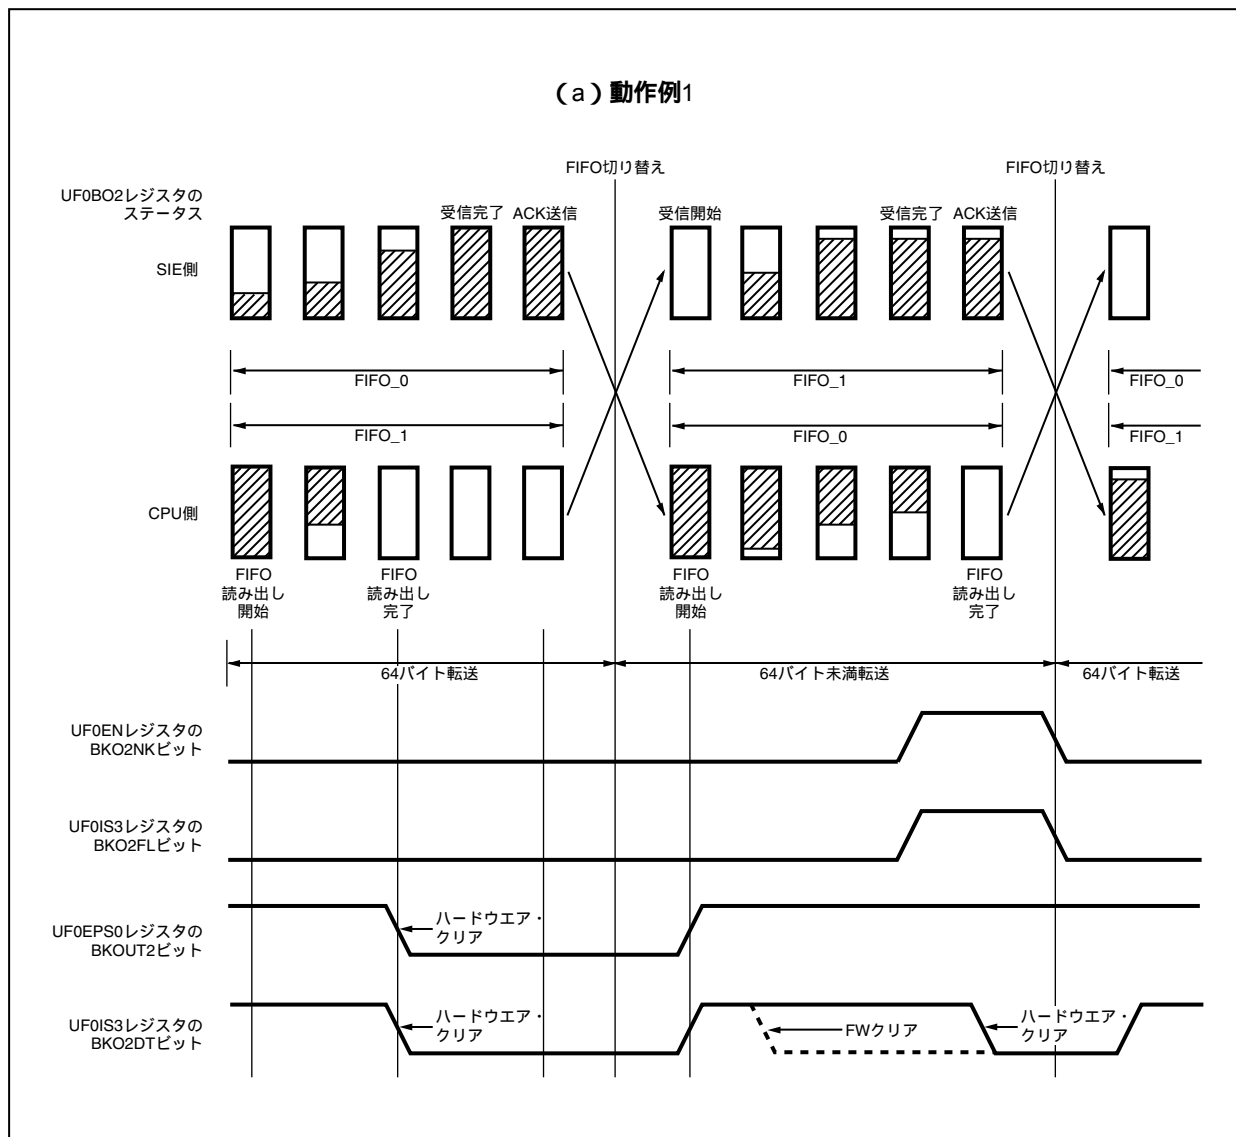 （a）動作例1
FIFO切り替え
FIFO切り替え
UF0BO2レジスタの
ステータス
受信完了
ACK送信
受信開始
受信完了
ACK送信
SIE側
FIFO_0
FIFO_1
FIFO_0
FIFO_1
FIFO_0
FIFO_1
CPU側
FIFO
読み出し
開始
FIFO
読み出し
完了
FIFO
読み出し
開始
FIFO
読み出し
完了
64バイト転送
64バイト未満転送
64バイト転送
UF0ENレジスタの
BKO2NKビット
UF0IS3レジスタの
BKO2FLビット
UF0EPS0レジスタの
BKOUT2ビット
ハードウエア・
クリア
UF0IS3レジスタの
BKO2DTビット
ハードウエア・
クリア
FWクリア
ハードウエア・
クリア